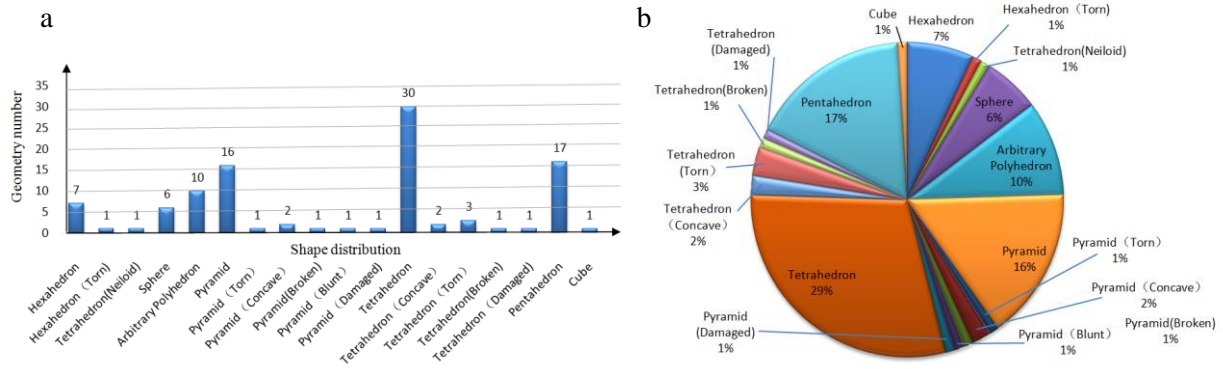 a
Geometry number
35
30
25
20
15
10
5
0
7
1
1
6
10
16
1
2
1
1
1
30
2
3
1
1
17
1
Shape distribution
Hexahedron
Hexahedron（Torn）
Tetrahedron(Neiloid)
Sphere
Arbitrary Polyhedron
Pyramid
Pyramid（Torn）
Pyramid（Concave）
Pyramid(Broken)
Pyramid（Blunt）
Pyramid（Damaged）
Tetrahedron
Tetrahedron（Concave）
Tetrahedron（Torn）
Tetrahedron(Broken)
Tetrahedron（Damaged）
Pentahedron
Cube
b
Cube
1%
Hexahedron
7%
Hexahedron（Torn）
1%
Tetrahedron(Neiloid)
1%
Sphere
6%
Arbitrary
Polyhedron
10%
Pyramid
16%
Pyramid（Torn）
1%
Pyramid（Concave）
2%
Pyramid(Broken)
1%
Pyramid（Blunt）
1%
Pyramid
(Damaged)
1%
Tetrahedron
29%
Tetrahedron
（Concave）
2%
Tetrahedron
(Torn）
3%
Tetrahedron(Broken)
1%
Tetrahedron
(Damaged)
1%
Pentahedron
17%